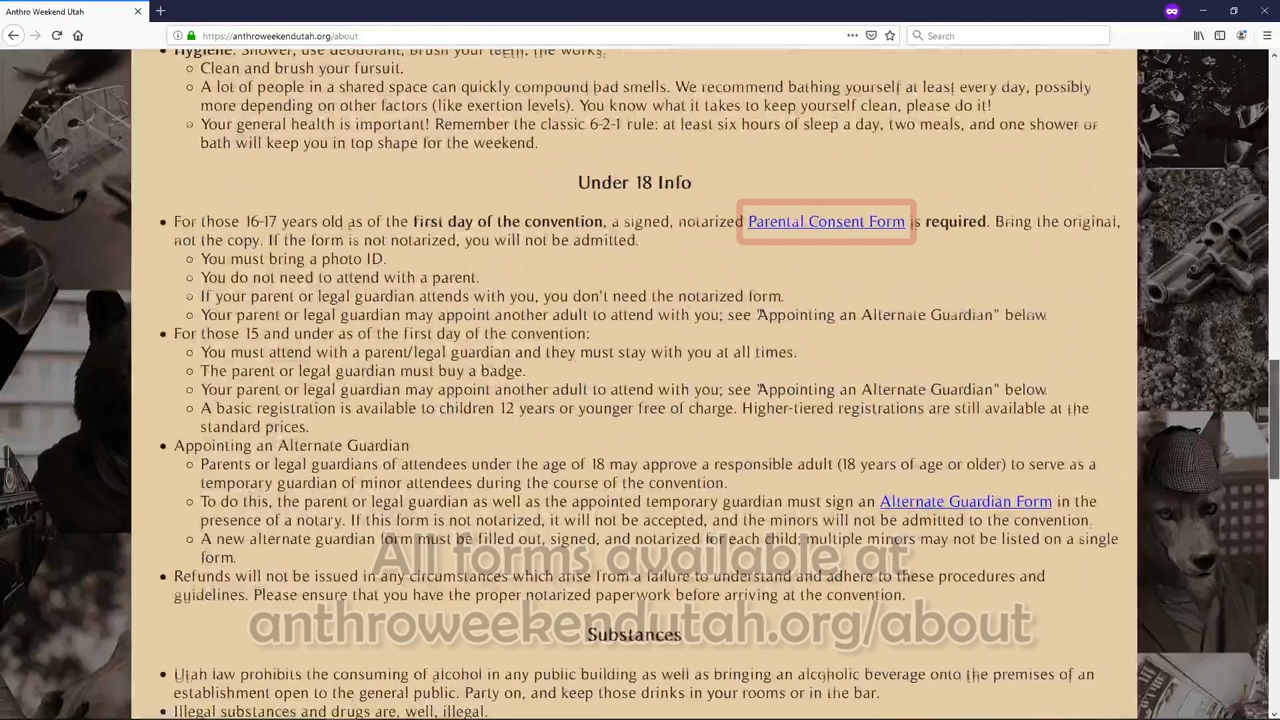 Anthro Weekend Utah
https://anthroweekendutah.org/about
Search
Hygiene: Shower, use deodorant, brush your teeth, the works.
Clean and brush your fursuit.
A lot of people in a shared space can quickly compound bad smells. We recommend bathing yourself at least every day, possibly
more depending on other factors (like exertion levels). You know what it takes to keep yourself clean, please do it!
Your general health is important! Remember the classic 6-2-1 rule: at least six hours of sleep a day, two meals, and one shower or
bath will keep you in top shape for the weekend.
Under 18 Info
For those 16-17 years old as of the first day of the convention, a signed, notarized Parental Consent Form is required. Bring the original,
not the copy. If the form is not notarized, you will not be admitted.
You must bring a photo ID.
You do not need to attend with a parent.
If your parent or legal guardian attends with you, you don't need the notarized form.
Your parent or legal guardian may appoint another adult to attend with you; see "Appointing an Alternate Guardian" below.
For those 15 and under as of the first day of the convention:
You must attend with a parent/legal guardian and they must stay with you at all times.
The parent or legal guardian must buy a badge.
Your parent or legal guardian may appoint another adult to attend with you; see "Appointing an Alternate Guardian" below.
A basic registration is available to children 12 years or younger free of charge. Higher-tiered registrations are still available at the
standard prices.
Appointing an Alternate Guardian
Parents or legal guardians of attendees under the age of 18 may approve a responsible adult (18 years of age or older) to serve as a
temporary guardian of minor attendees during the course of the convention.
To do this, the parent or legal guardian as well as the appointed temporary guardian must sign an Alternate Guardian Form in the
presence of a notary. If this form is not notarized, it will not be accepted, and the minors will not be admitted to the convention.
A new alternate guardian form must be filled out, signed, and notarized for each child; multiple minors may not be listed on a single
form.
All forms available at
Refunds will not be issued in any circumstances which arise from a failure to understand and adhere to these procedures and
guidelines. Please ensure that you have the proper notarized paperwork before arriving at the convention.
anthroweekendutah.org/about
Substances
Utah law prohibits the consuming of alcohol in any public building as well as bringing an alcoholic beverage onto the premises of an
establishment open to the general public. Party on, and keep those drinks in your rooms or in the bar.
Illegal substances and drugs are, well, illegal.